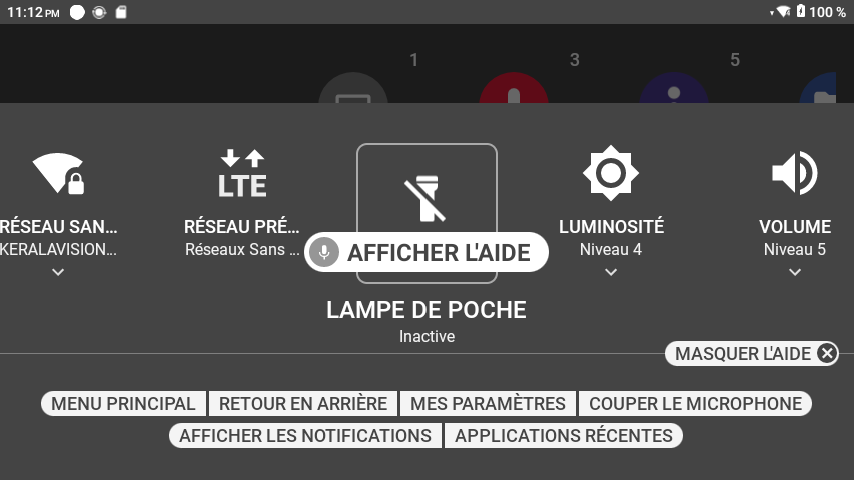 11:12 PM
100 %
1
3
5
RÉSEAU SAN...
KERALAVISION...
LTE
RÉSEAU PRÉ...
Réseaux Sans ...
AFFICHER L'AIDE
LAMPE DE POCHE
Inactive
LUMINOSITÉ
Niveau 4
VOLUME
Niveau 5
MASQUER L'AIDE
MENU PRINCIPAL RETOUR EN ARRIÈRE MES PARAMÈTRES COUPER LE MICROPHONE
AFFICHER LES NOTIFICATIONS APPLICATIONS RÉCENTES